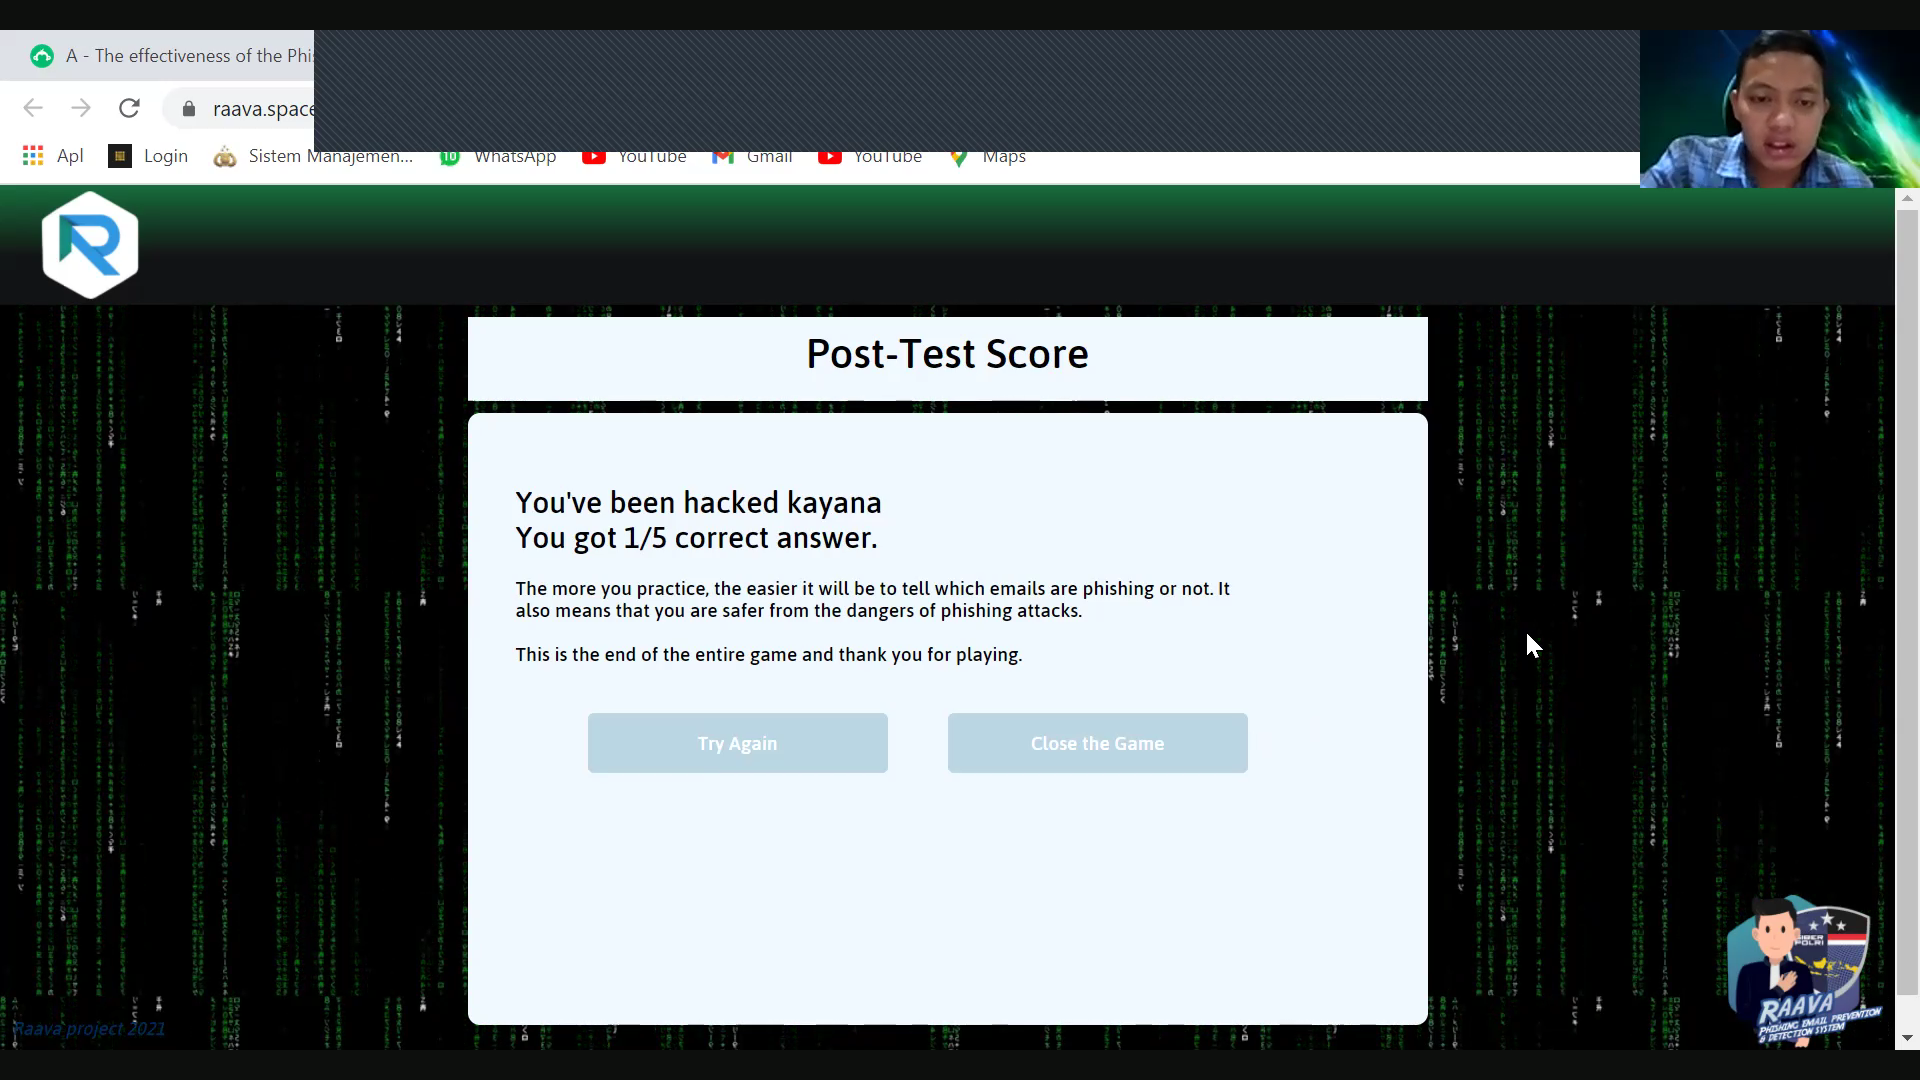 A - The effectiveness of the Phi
raava.space
Apl
Login
Sistem Manajemen...
WhatsApp
YouTube
Gmail
YouTube
Maps
R
Post-Test Score
You've been hacked kayana
You got 1/5 correct answer.
The more you practice, the easier it will be to tell which emails are phishing or not. It
also means that you are safer from the dangers of phishing attacks.
This is the end of the entire game and thank you for playing.
Try Again
Close the Game
SIBER
POLRI
RAAVA
PHISHING EMAIL PREVENTION
& DETECTION SYSTEM
Raava project 2021